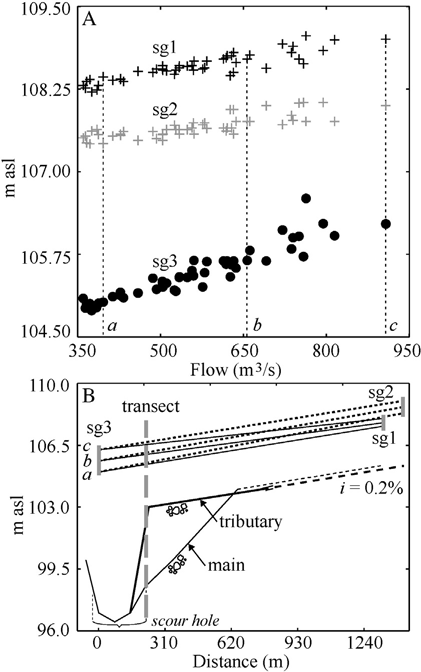 A
109.50
108.25
107.00
105.75
104.50
m asl
sg1
sg2
sg3
a
b
c
350
500
650
800
950
Flow (m³/s)
B
110.0
106.5
103.0
99.5
96.0
m asl
transect
sg2
sg3
sg1
c
b
a
i = 0.2%
tributary
main
scour hole
0
310
620
930
1240
Distance (m)